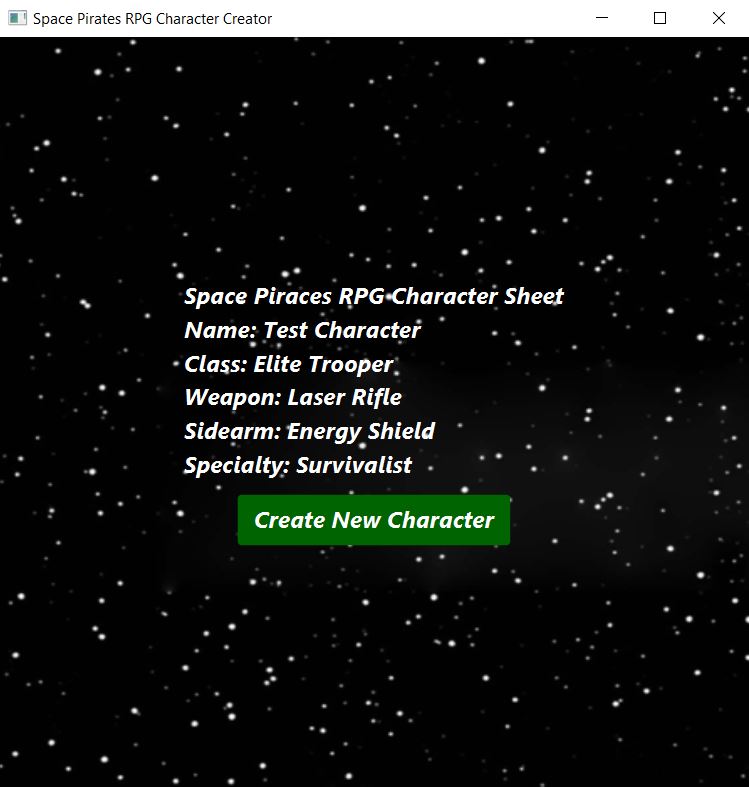 Space Pirates RPG Character Creator
Space Piraces RPG Character Sheet
Name: Test Character
Class: Elite Trooper
Weapon: Laser Rifle
Sidearm: Energy Shield
Specialty: Survivalist
Create New Character